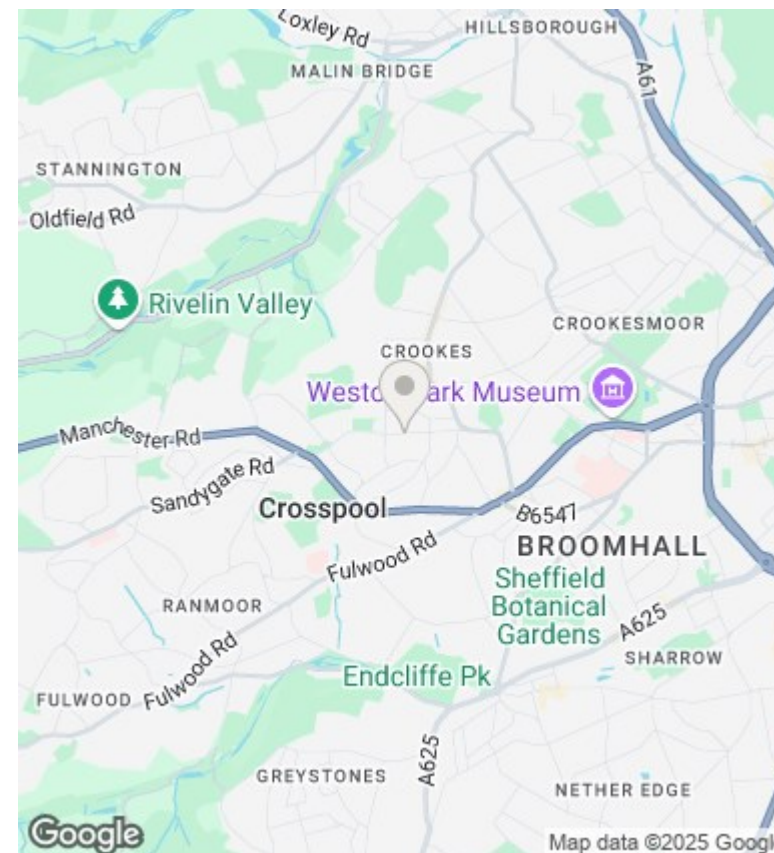 Loxley Rd
HILLSBOROUGH
MALIN BRIDGE
A61
STANNINGTON
Oldfield Rd
Rivelin Valley
CROOKESMOOR
CROOKES
Museum
Manchester Rd
Sandygate Rd
Crosspool
B6547
BROOMHALL
Fulwood Rd
Sheffield
Botanical
Gardens
A625
RANMOOR
SHARROW
Endcliffe Pk
Fulwood Rd
FULWOOD
A625
GREYSTONES
NETHER EDGE
Google
Map data ©2025 Googl